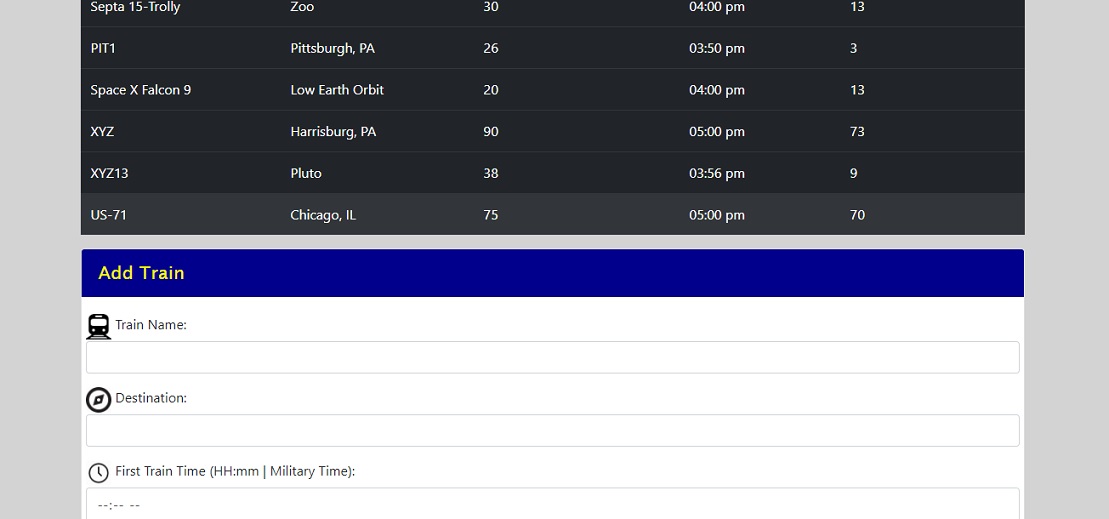 Septa 15-Trolly Zoo 30 04:00 pm 13
PIT1 Pittsburgh, PA 26 03:50 pm 3
Space X Falcon 9 Low Earth Orbit 20 04:00 pm 13
XYZ Harrisburg, PA 90 05:00 pm 73
XYZ13 Pluto 38 03:56 pm 9
US-71 Chicago, IL 75 05:00 pm 70
Add Train
Train Name:
Destination:
First Train Time (HH:mm | Military Time):
--:-- --